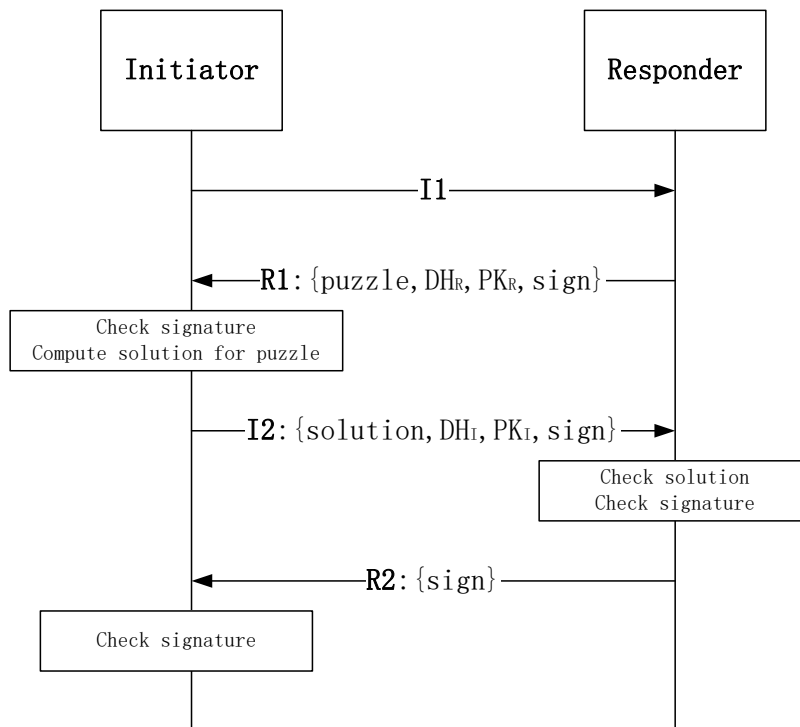 Initiator
Responder
I1
R1:{puzzle,DHR,PKR,sign}
Check signature
Compute solution for puzzle
I2:{solution,DHI,PKI,sign}
Check solution
Check signature
R2:{sign}
Check signature